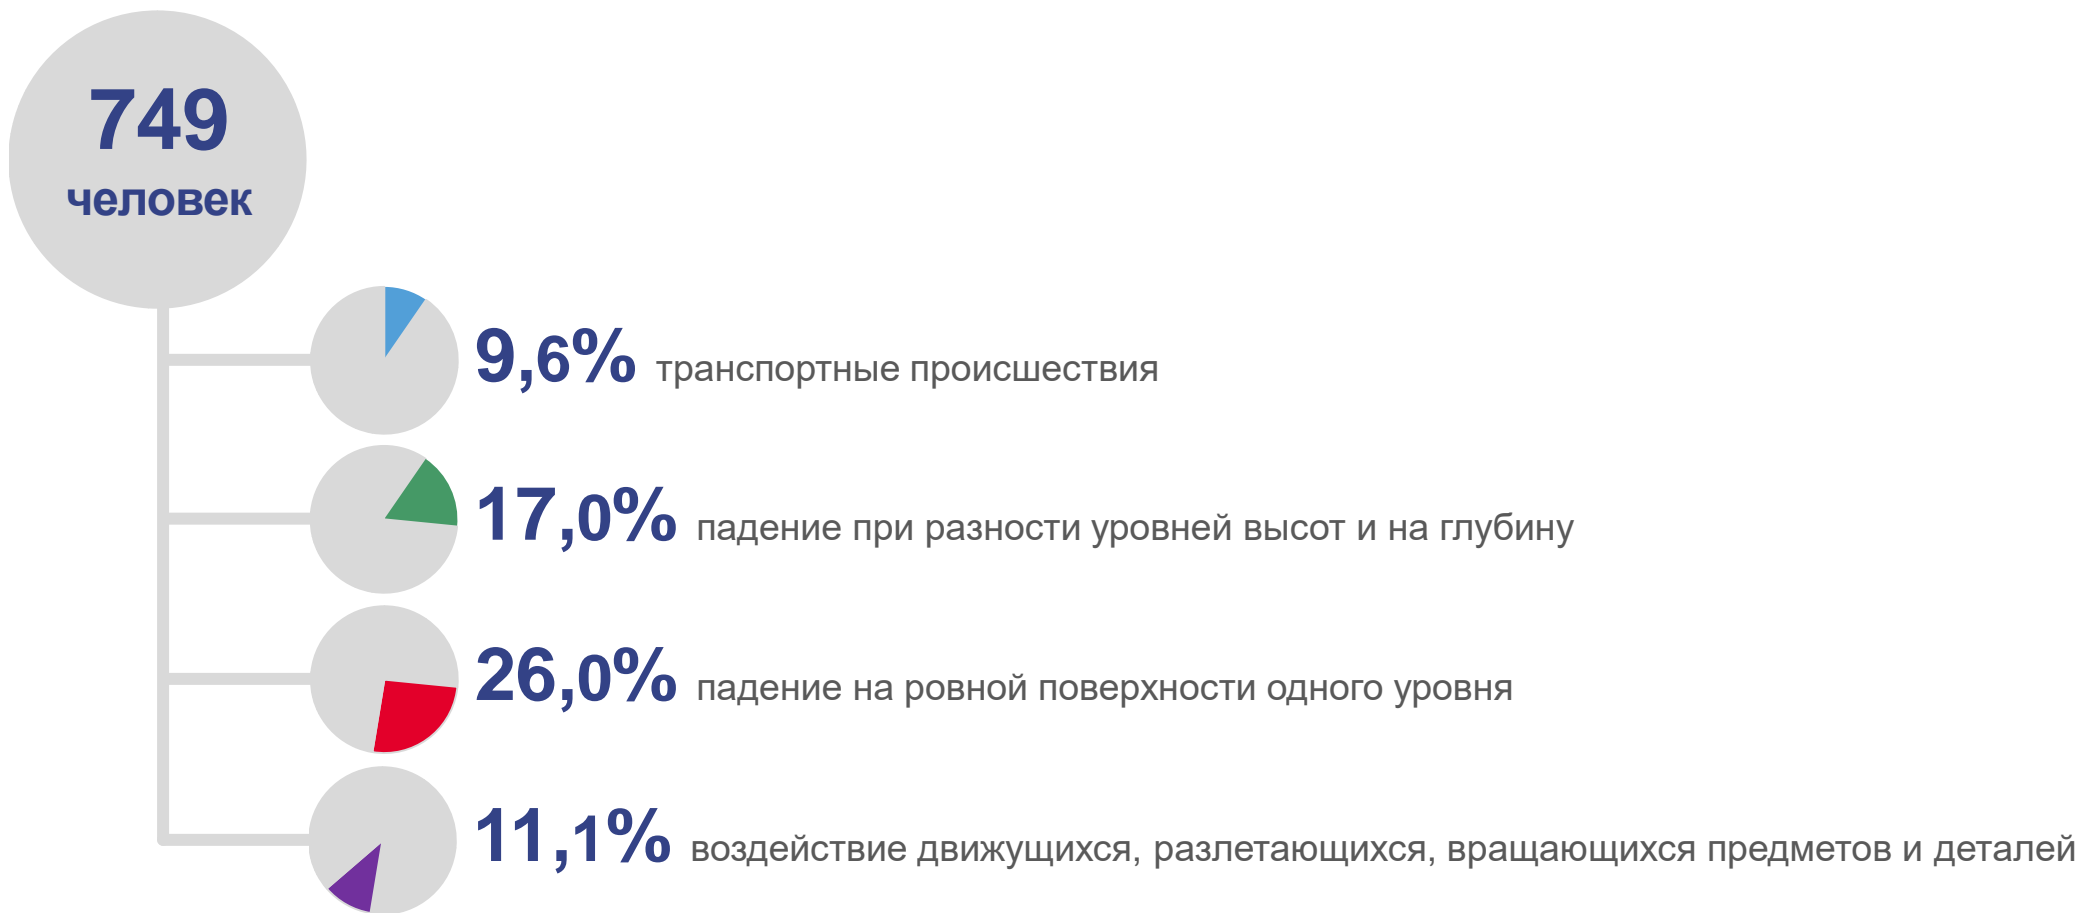 749
человек
9,6% транспортные происшествия
17,0% падение при разности уровней высот и на глубину
26,0% падение на ровной поверхности одного уровня
11,1% воздействие движущихся, разлетающихся, вращающихся предметов и деталей